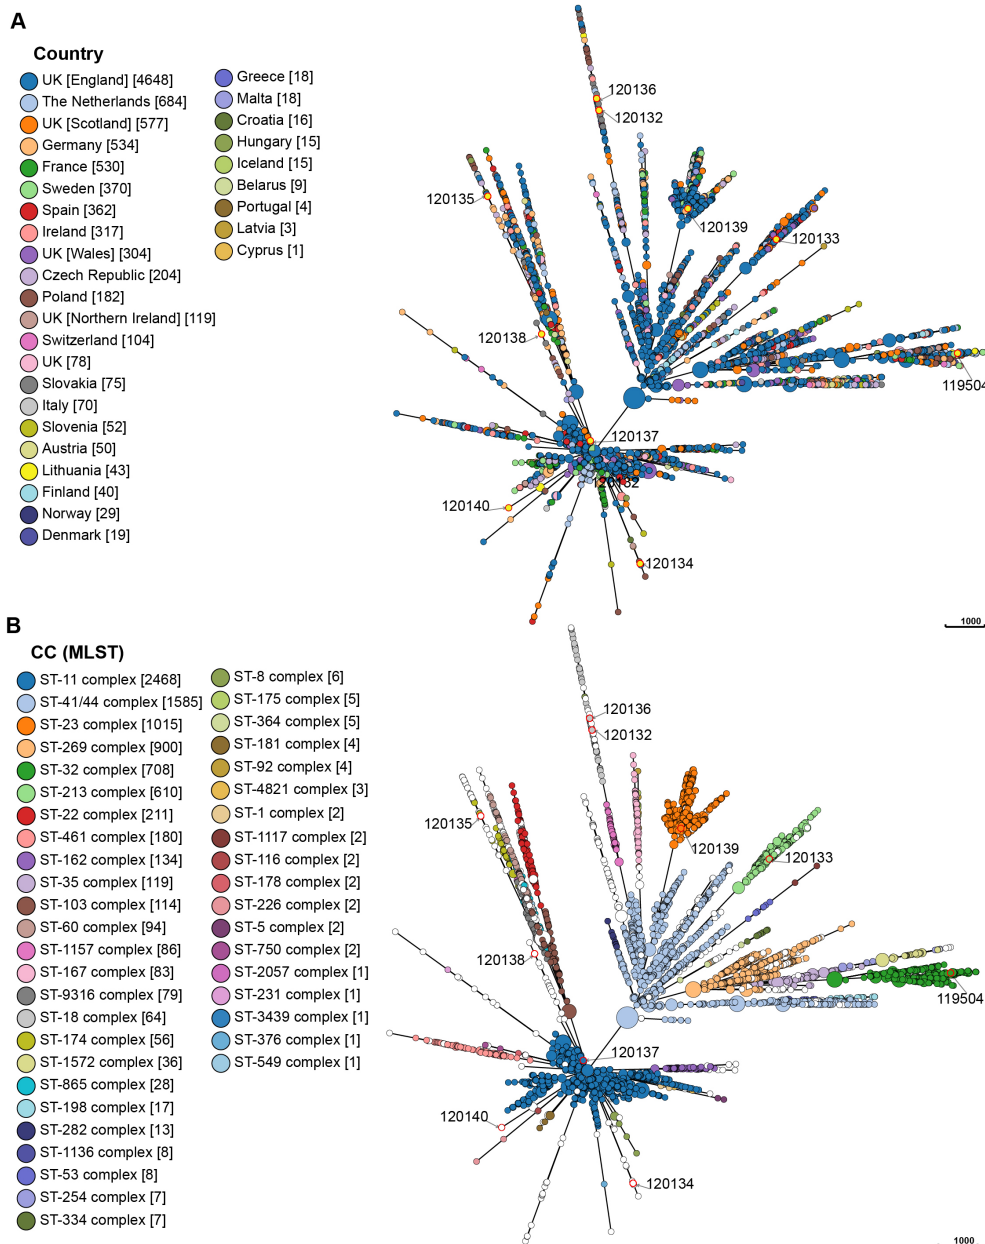 A
Country
UK [England] [4648]
The Netherlands [684]
UK [Scotland] [577]
Germany [534]
France [530]
Sweden [370]
Spain [362]
Ireland [317]
UK [Wales] [304]
Czech Republic [204]
Poland [182]
UK [Northern Ireland] [119]
Switzerland [104]
UK [78]
Slovakia [75]
Italy [70]
Slovenia [52]
Austria [50]
Lithuania [43]
Finland [40]
Norway [29]
Denmark [19]
Greece [18]
Malta [18]
Croatia [16]
Hungary [15]
Iceland [15]
Belarus [9]
Portugal [4]
Latvia [3]
Cyprus [1]
120136
120132
120135
120139
120133
120138
119504
120137
120132
120140
120134
1000
B
CC (MLST)
ST-11 complex [2468]
ST-41/44 complex [1585]
ST-23 complex [1015]
ST-269 complex [900]
ST-32 complex [708]
ST-213 complex [610]
ST-22 complex [211]
ST-461 complex [180]
ST-162 complex [134]
ST-35 complex [119]
ST-103 complex [114]
ST-60 complex [94]
ST-1157 complex [86]
ST-167 complex [83]
ST-9316 complex [79]
ST-18 complex [64]
ST-174 complex [56]
ST-1572 complex [36]
ST-865 complex [28]
ST-198 complex [17]
ST-282 complex [13]
ST-1136 complex [8]
ST-53 complex [8]
ST-254 complex [7]
ST-334 complex [7]
ST-8 complex [6]
ST-175 complex [5]
ST-364 complex [5]
ST-181 complex [4]
ST-92 complex [4]
ST-4821 complex [3]
ST-1 complex [2]
ST-1117 complex [2]
ST-116 complex [2]
ST-178 complex [2]
ST-226 complex [2]
ST-5 complex [2]
ST-750 complex [2]
ST-2057 complex [1]
ST-231 complex [1]
ST-3439 complex [1]
ST-376 complex [1]
ST-549 complex [1]
120136
120132
120135
120139
120133
120138
119504
120137
120140
120134
1000